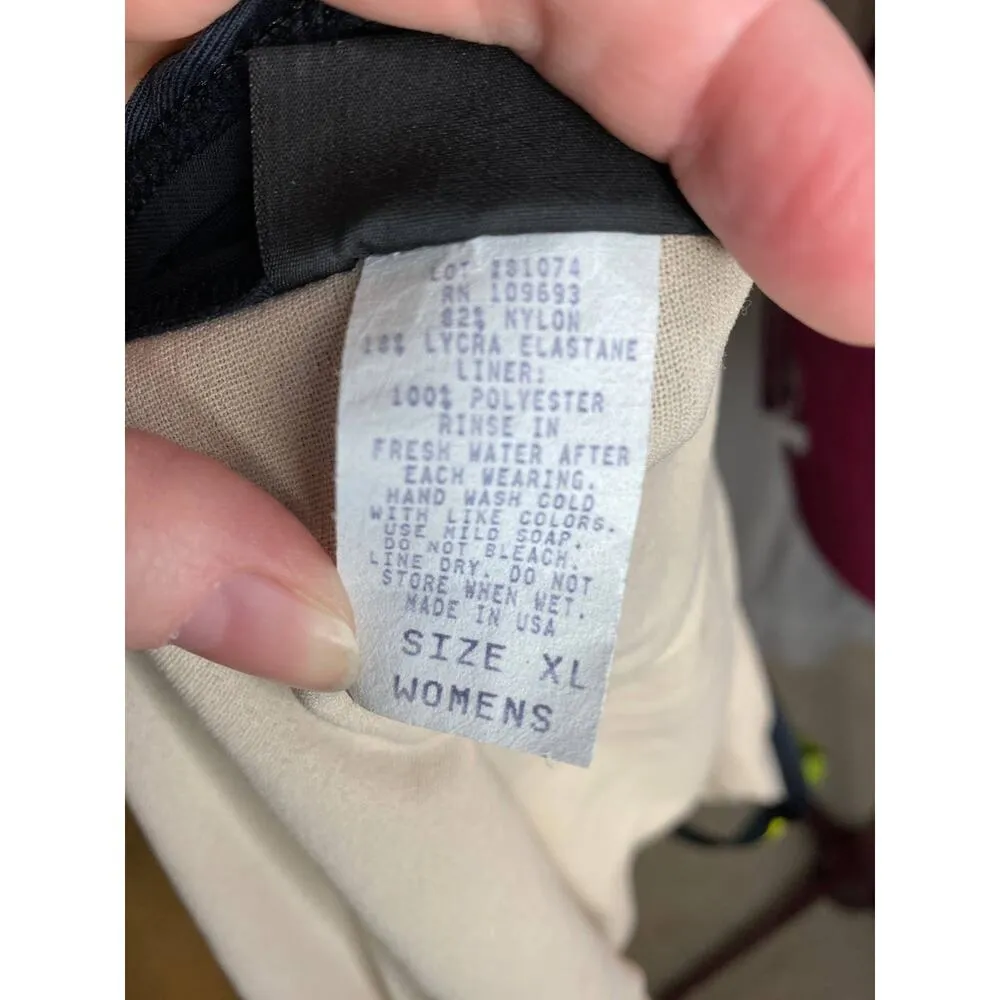 LOT 281074
RN 109693
82% NYLON
18% LYCRA ELASTANE
LINER:
100% POLYESTER
RINSE IN
FRESH WATER AFTER
EACH WEARING.
HAND WASH COLD
WITH LIKE COLORS.
USE MILD SOAP.
DO NOT BLEACH.
LINE DRY. DO NOT
STORE WHEN WET.
MADE IN USA
SIZE XL
WOMENS